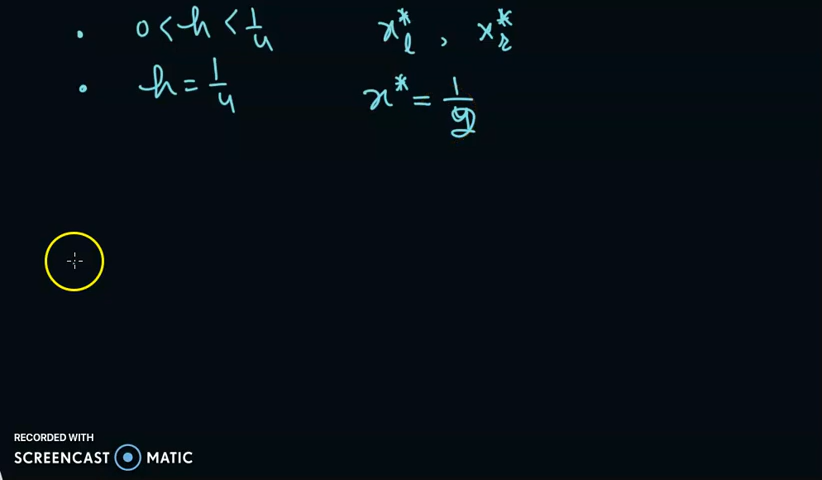 • 0 < h < 1/4 x*_l , x*_r
• h = 1/4 x* = 1/2
RECORDED WITH
SCREENCAST MATIC